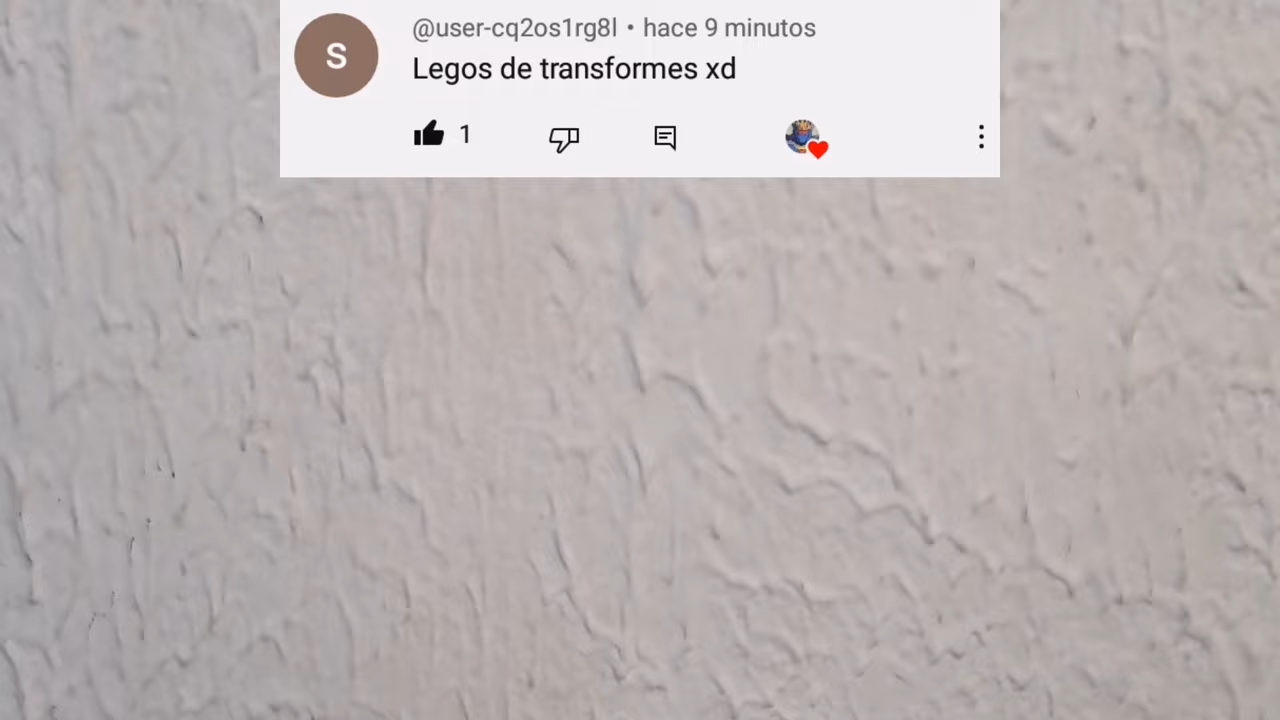 S
@user-cq2os1rg8l • hace 9 minutos
Legos de transformes xd
1